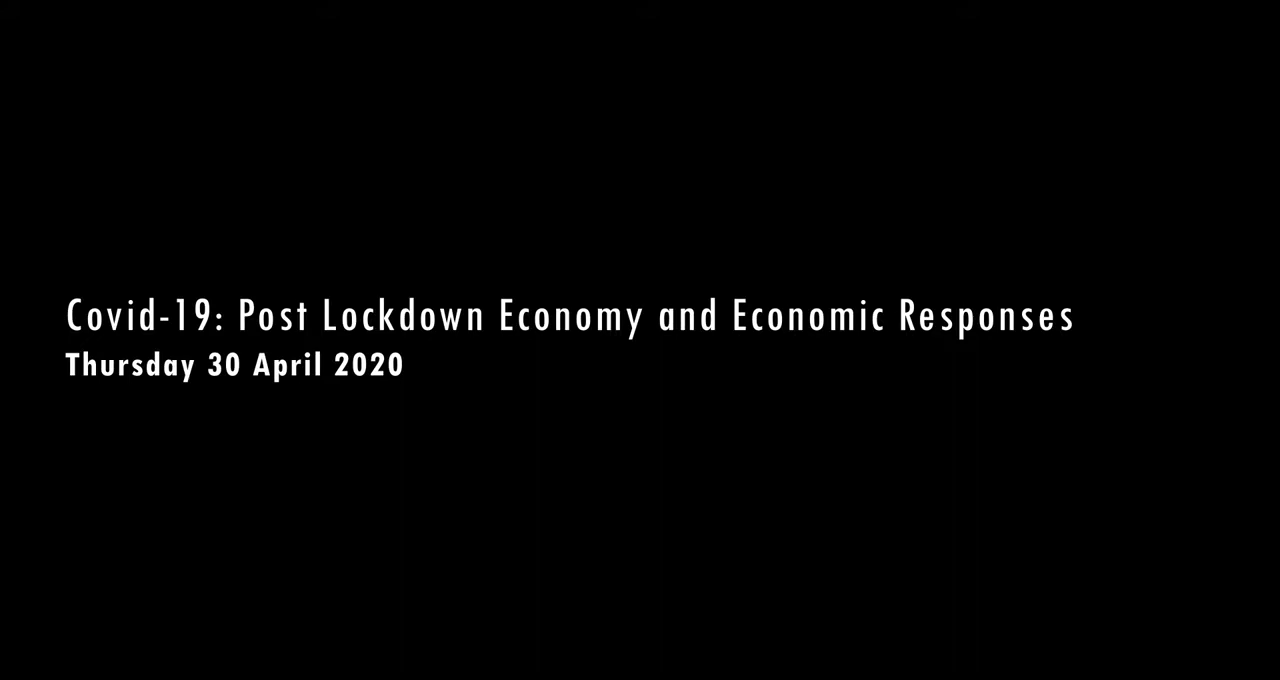 Covid-19: Post Lockdown Economy and Economic Responses
Thursday 30 April 2020